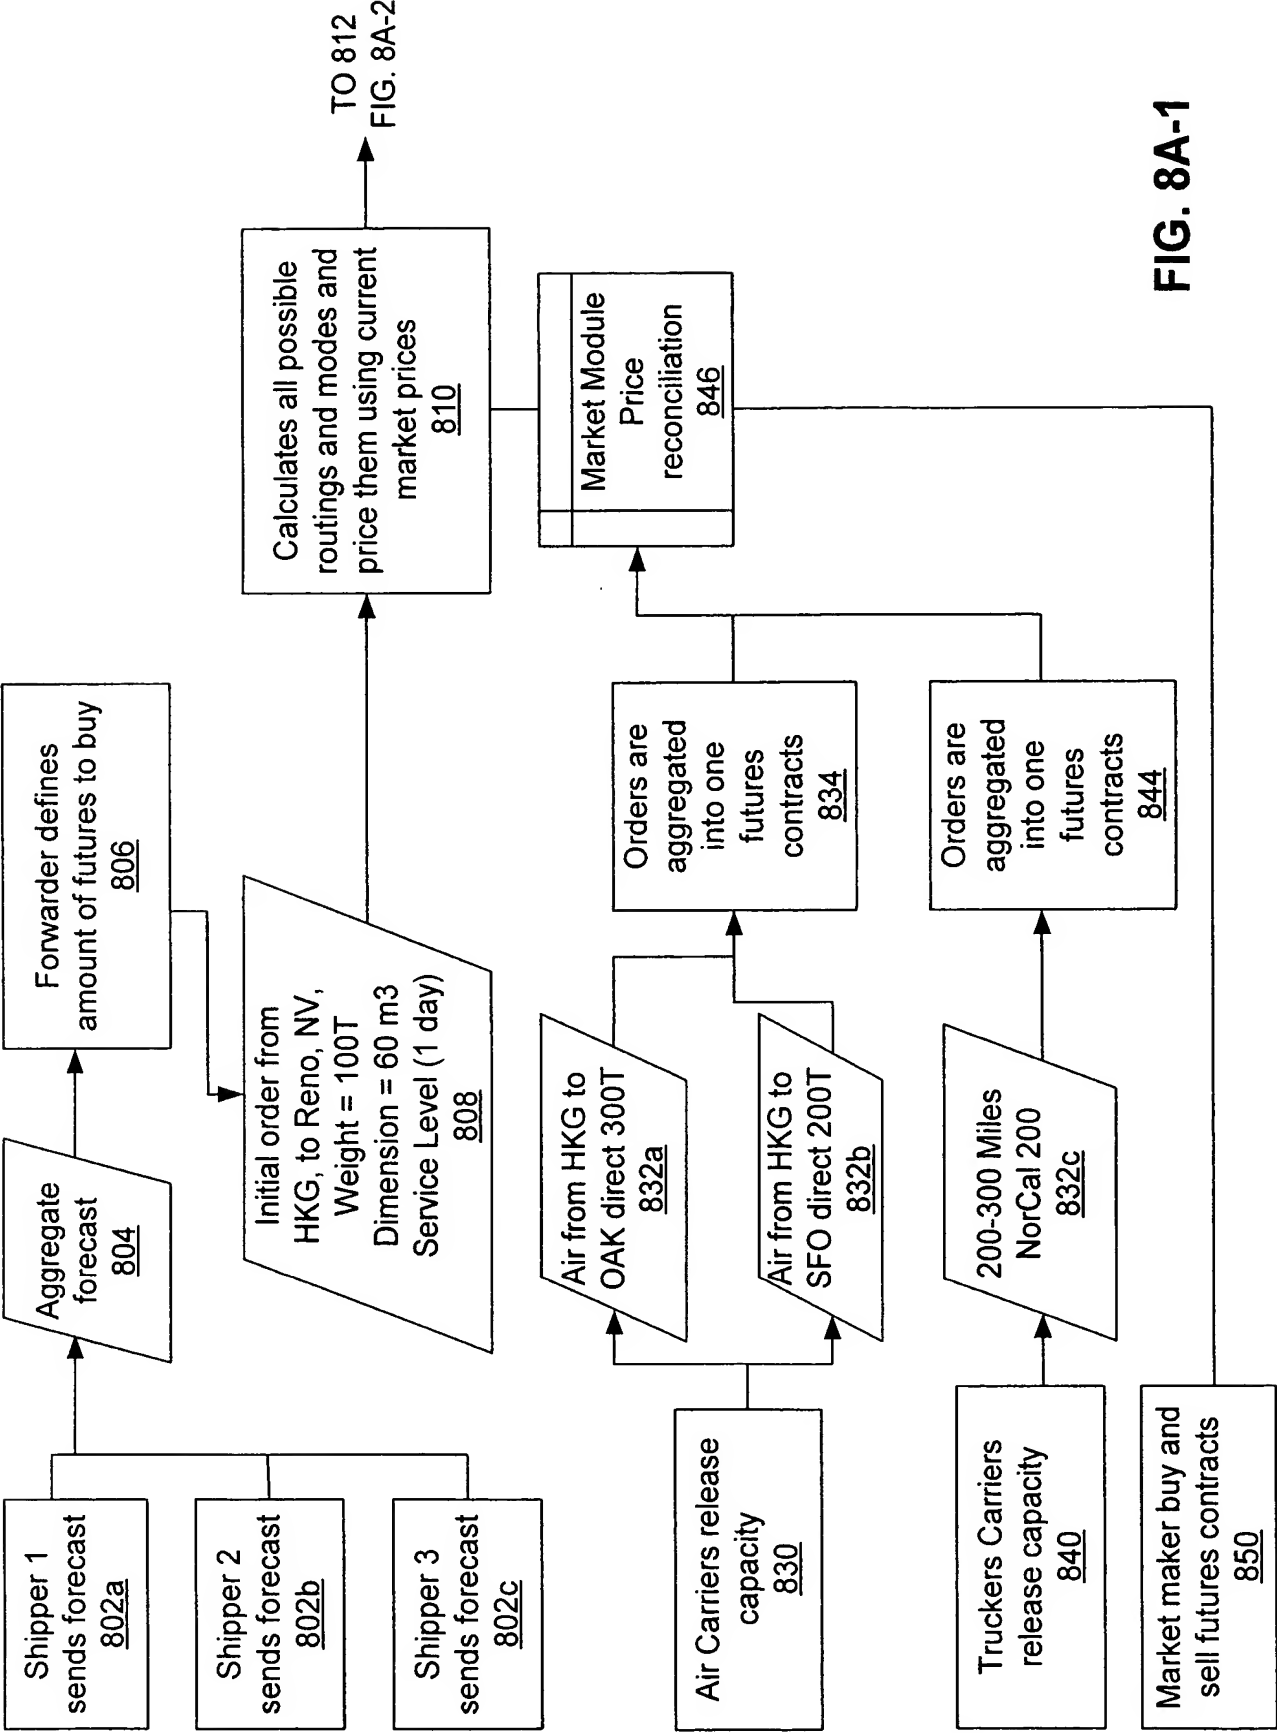 Shipper 1
sends forecast
802a
Shipper 2
sends forecast
802b
Shipper 3
sends forecast
802c
Aggregate
forecast
804
Forwarder defines
amount of futures to buy
806
Initial order from
HKG, to Reno, NV,
Weight = 100T
Dimension = 60 m3
Service Level (1 day)
808
Calculates all possible
routings and modes and
price them using current
market prices
810
TO 812
FIG. 8A-2
Air Carriers release
capacity
830
Air from HKG to
OAK direct 300T
832a
Air from HKG to
SFO direct 200T
832b
Orders are
aggregated
into one
futures
contracts
834
Market Module
Price
reconciliation
846
Truckers Carriers
release capacity
840
200-300 Miles
NorCal 200
832c
Orders are
aggregated
into one
futures
contracts
844
Market maker buy and
sell futures contracts
850
FIG. 8A-1